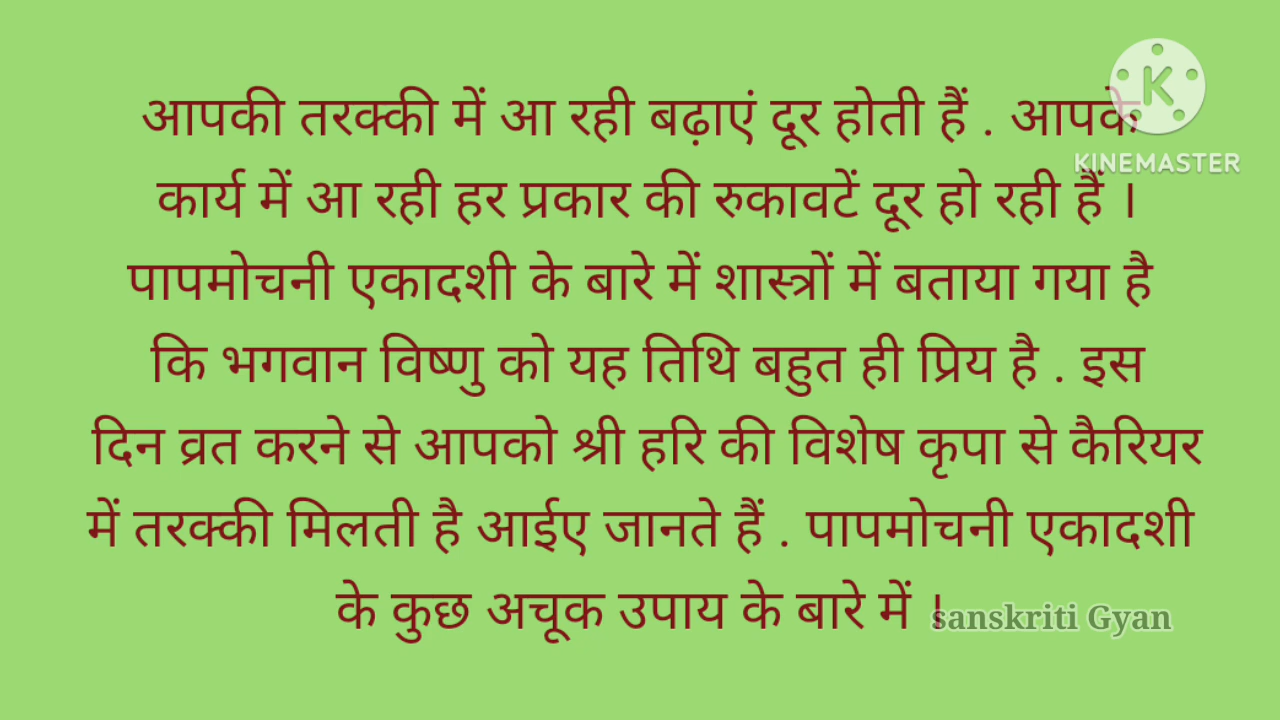 आपकी तरक्की में आ रही बढ़ाएं दूर होती हैं . आपके
K
KINEMASTER
कार्य में आ रही हर प्रकार की रुकावटें दूर हो रही हैं ।
पापमोचनी एकादशी के बारे में शास्त्रों में बताया गया है
कि भगवान विष्णु को यह तिथि बहुत ही प्रिय है . इस
दिन व्रत करने से आपको श्री हरि की विशेष कृपा से कैरियर
में तरक्की मिलती है आईए जानते हैं . पापमोचनी एकादशी
के कुछ अचूक उपाय के बारे में ।
sanskriti Gyan